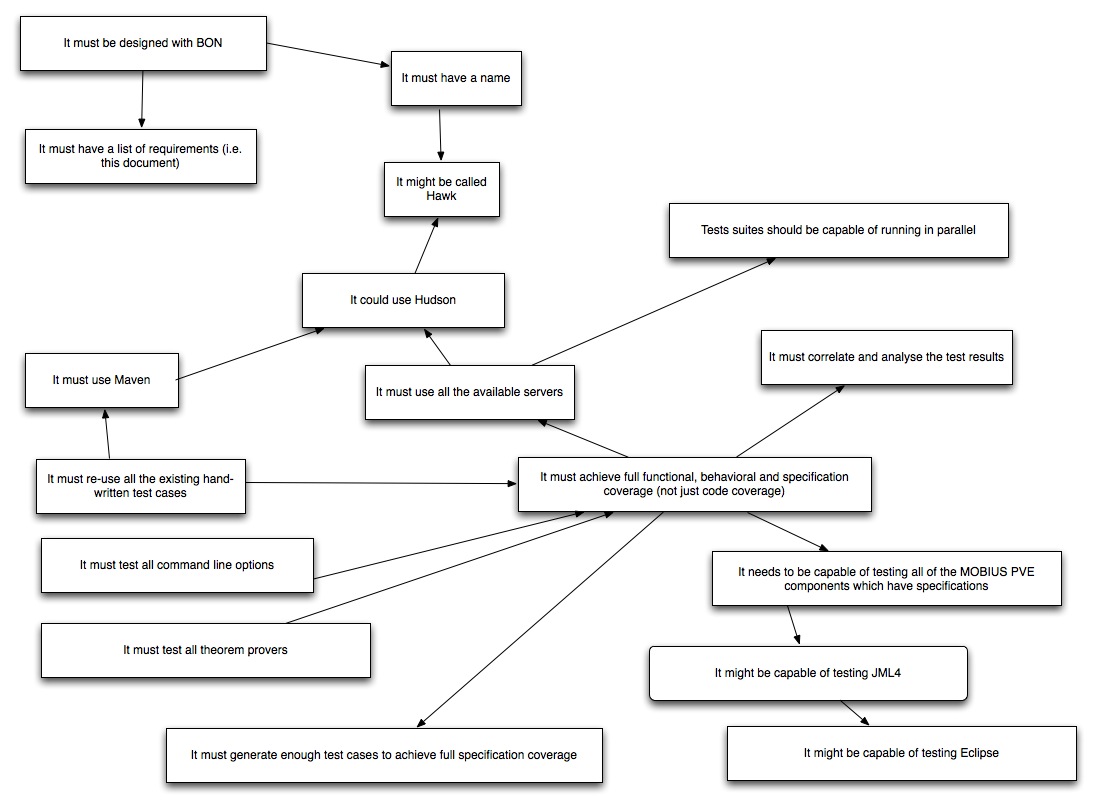 It must be designed with BON
It must have a name
It must have a list of requirements (i.e.
this document)
It might be called
Hawk
Tests suites should be capable of running in parallel
It could use Hudson
It must correlate and analyse the test results
It must use Maven
It must use all the available servers
It must re-use all the existing hand-
written test cases
It must achieve full functional, behavioral and specification
coverage (not just code coverage)
It must test all command line options
It needs to be capable of testing all of the MOBIUS PVE
components which have specifications
It must test all theorem provers
It might be capable of testing JML4
It must generate enough test cases to achieve full specification coverage
It might be capable of testing Eclipse